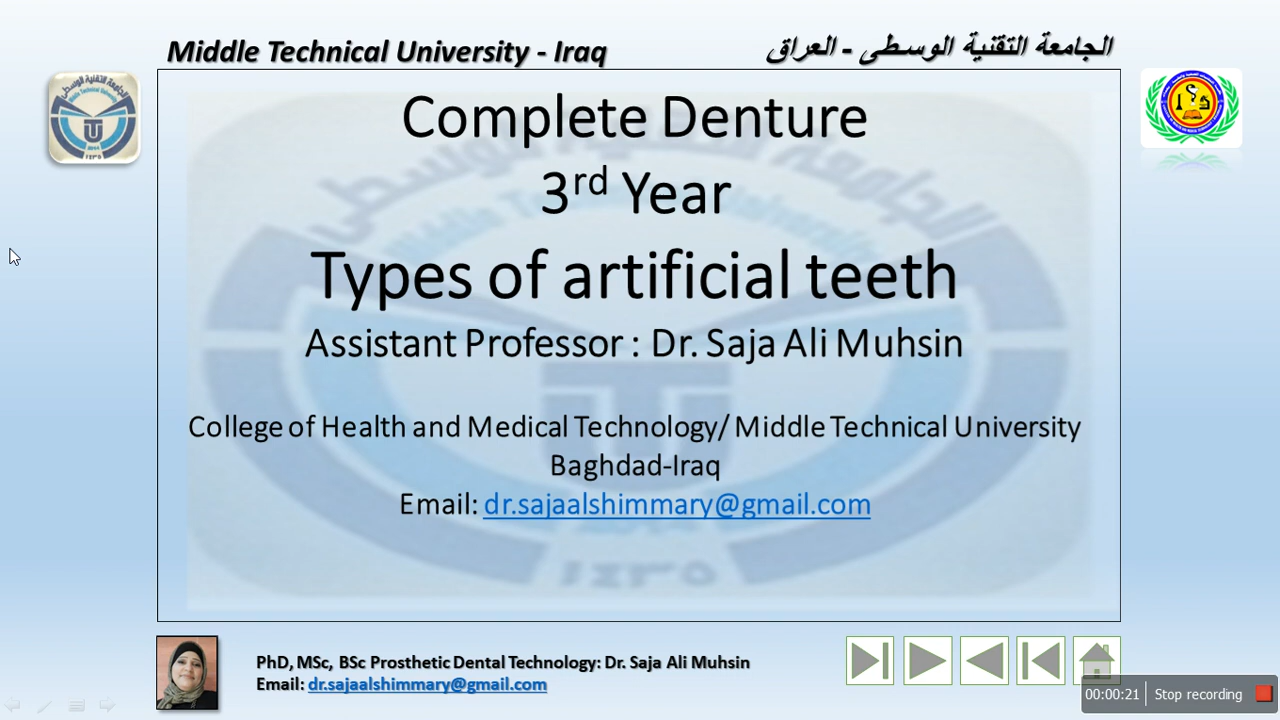 Middle Technical University - Iraq
الجامعة التقنية الوسطى - العراق
Complete Denture
3rd Year
Types of artificial teeth
Assistant Professor : Dr. Saja Ali Muhsin
College of Health and Medical Technology/ Middle Technical University
Baghdad-Iraq
Email: dr.sajaalshimmary@gmail.com
PhD, MSc, BSc Prosthetic Dental Technology: Dr. Saja Ali Muhsin
Email: dr.sajaalshimmary@gmail.com
00:00:21 Stop recording